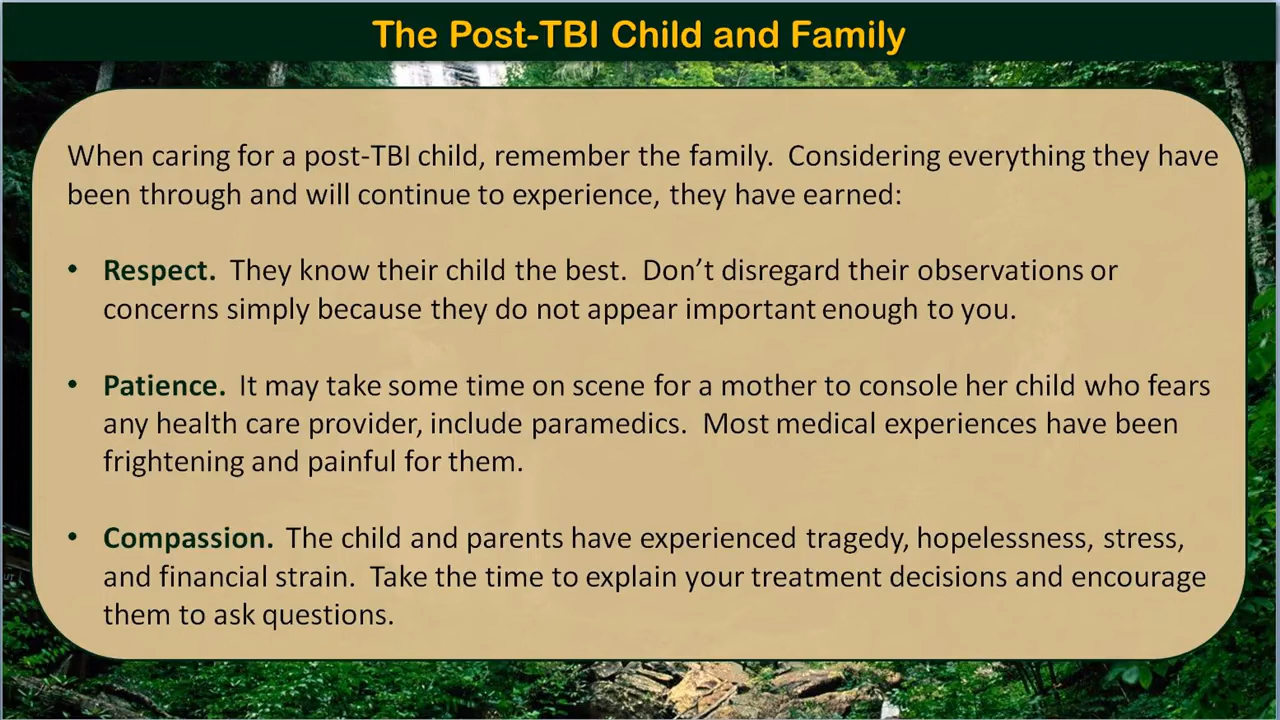 The Post-TBI Child and Family
When caring for a post-TBI child, remember the family. Considering everything they have
been through and will continue to experience, they have earned:
• Respect. They know their child the best. Don’t disregard their observations or
concerns simply because they do not appear important enough to you.
• Patience. It may take some time on scene for a mother to console her child who fears
any health care provider, include paramedics. Most medical experiences have been
frightening and painful for them.
• Compassion. The child and parents have experienced tragedy, hopelessness, stress,
and financial strain. Take the time to explain your treatment decisions and encourage
them to ask questions.